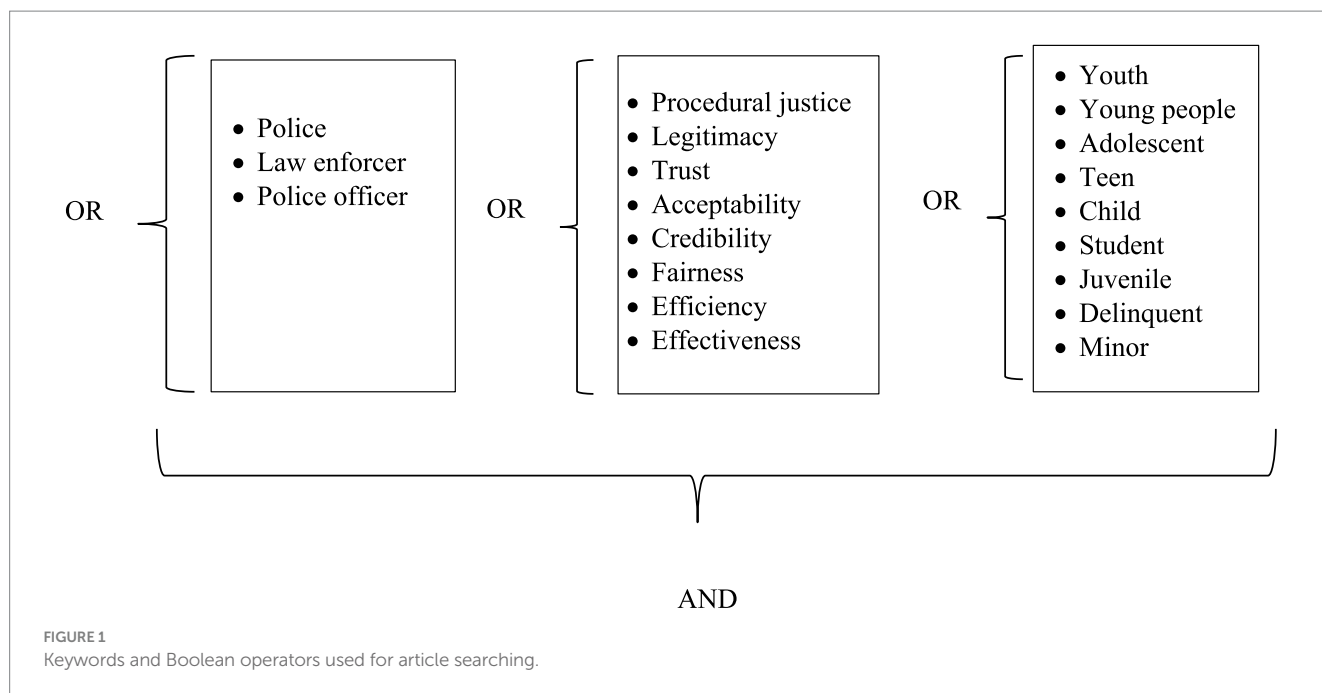 OR
• Police
• Law enforcer
• Police officer
OR
• Procedural justice
• Legitimacy
• Trust
• Acceptability
• Credibility
• Fairness
• Efficiency
• Effectiveness
OR
• Youth
• Young people
• Adolescent
• Teen
• Child
• Student
• Juvenile
• Delinquent
• Minor
AND
FIGURE 1
Keywords and Boolean operators used for article searching.